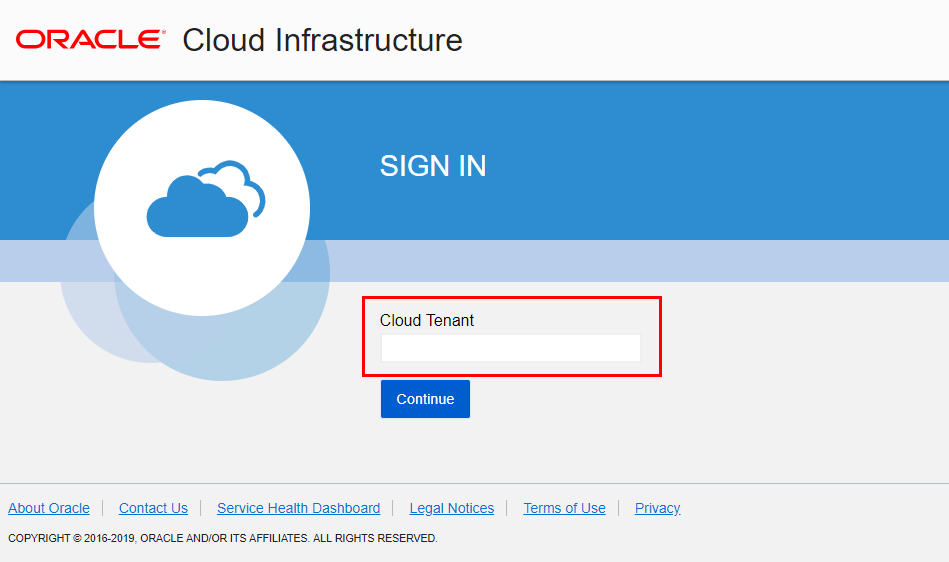 ORACLE® Cloud Infrastructure
SIGN IN
Cloud Tenant
Continue
About Oracle Contact Us Service Health Dashboard Legal Notices Terms of Use Privacy
COPYRIGHT © 2016-2019, ORACLE AND/OR ITS AFFILIATES. ALL RIGHTS RESERVED.